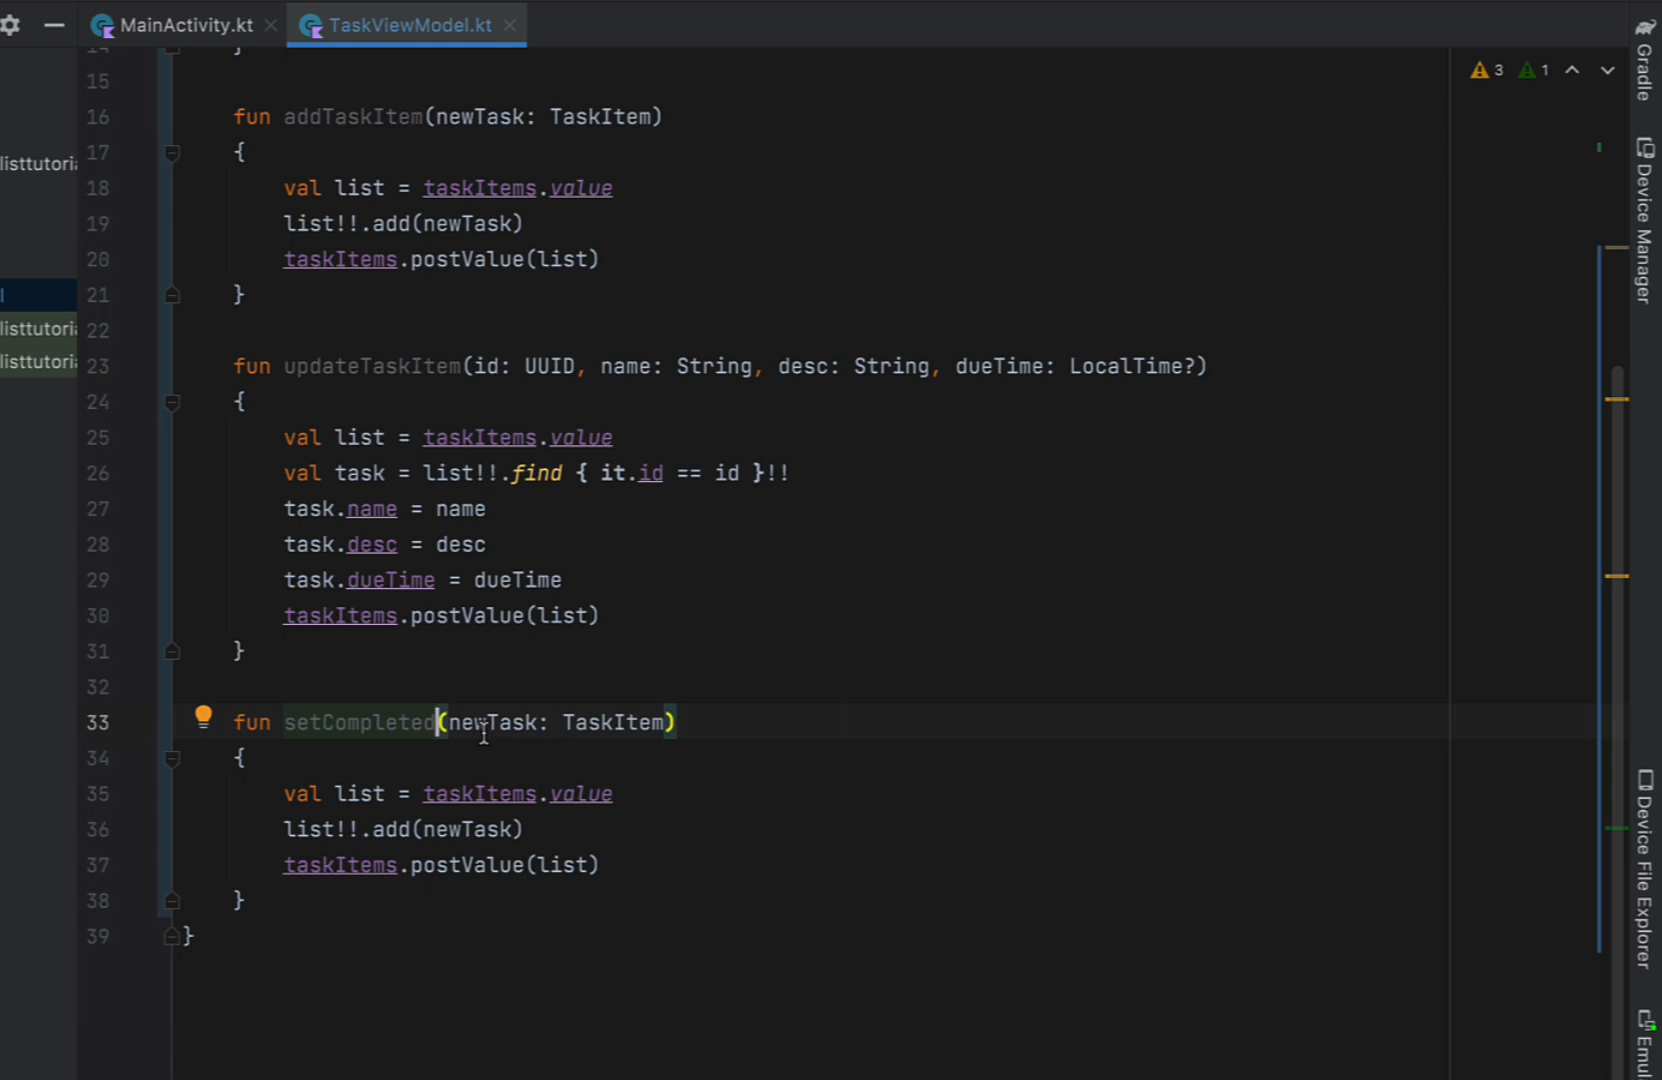 MainActivity.kt
TaskViewModel.kt
3
1
14 }
15
16 fun addTaskItem(newTask: TaskItem)
17 {
18 val list = taskItems.value
19 list!!.add(newTask)
20 taskItems.postValue(list)
21 }
22
23 fun updateTaskItem(id: UUID, name: String, desc: String, dueTime: LocalTime?)
24 {
25 val list = taskItems.value
26 val task = list!!.find { it.id == id }!!
27 task.name = name
28 task.desc = desc
29 task.dueTime = dueTime
30 taskItems.postValue(list)
31 }
32
33 fun setCompleted(newTask: TaskItem)
34 {
35 val list = taskItems.value
36 list!!.add(newTask)
37 taskItems.postValue(list)
38 }
39 }
listtutoria
listtutoria
listtutoria
Gradle
Device Manager
Device File Explorer
Emul